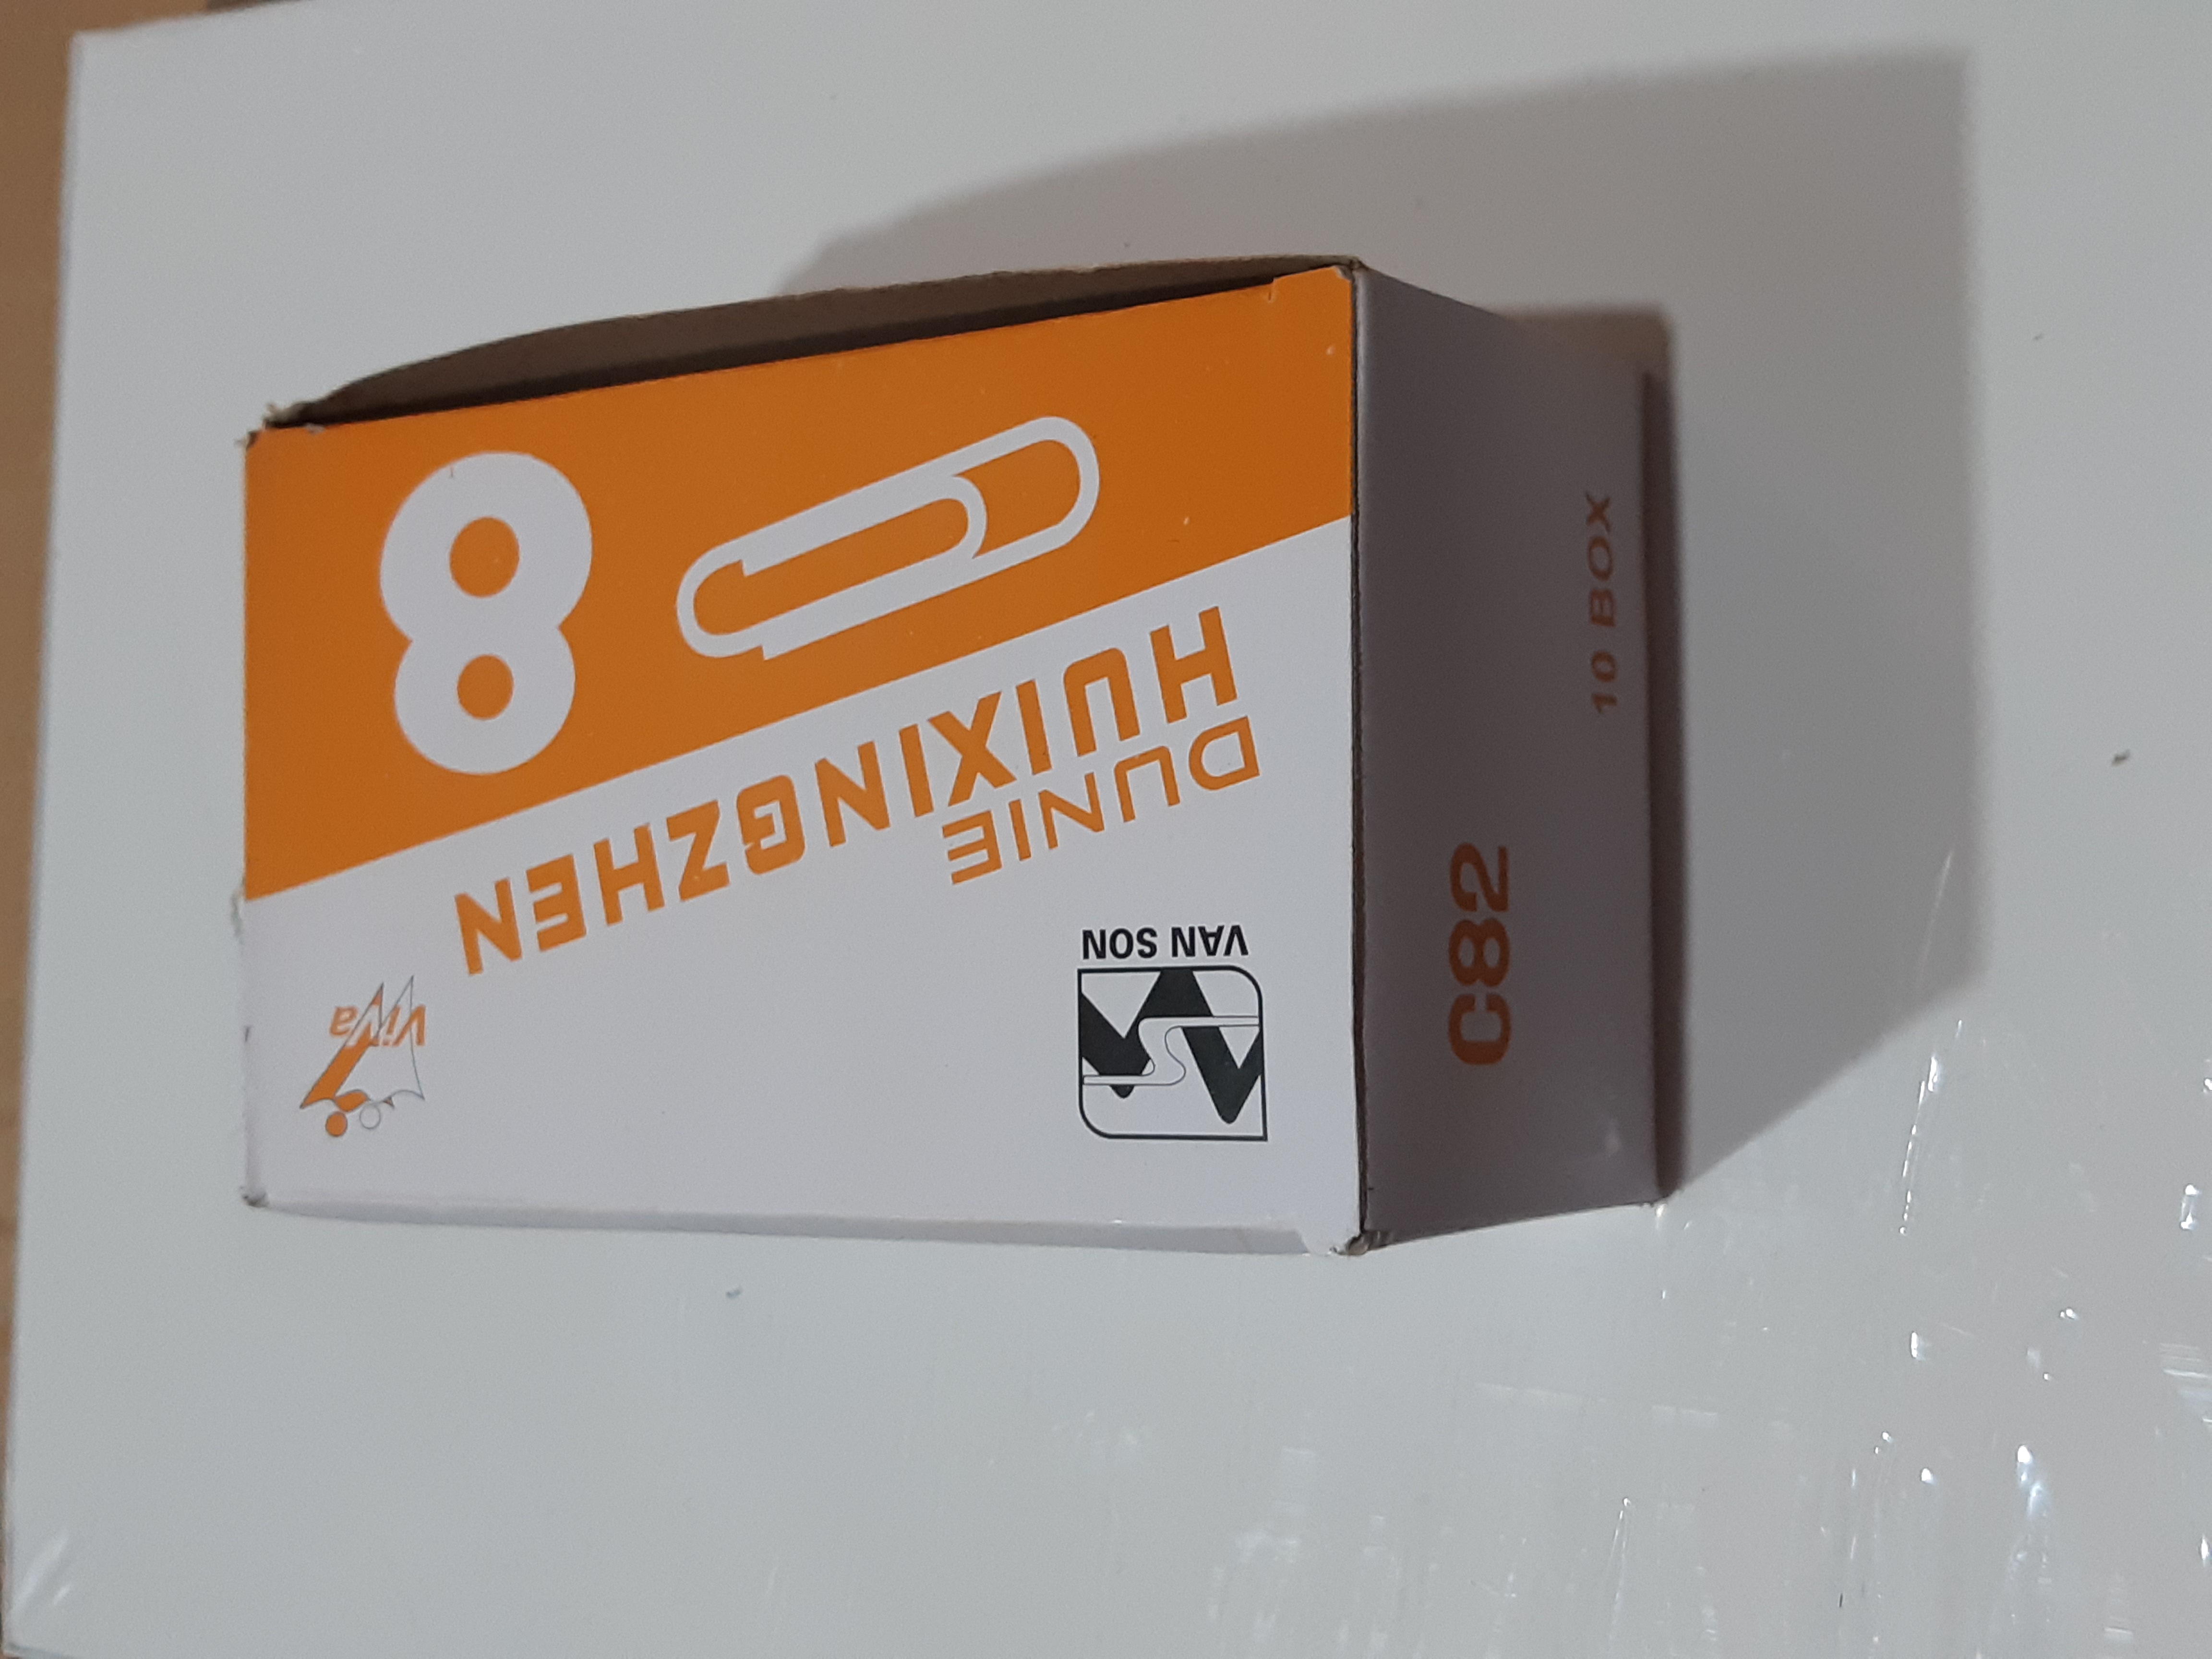 VAN SON
ViVa
DUNIE
HUIXINGZHEN
8
C82
10 BOX